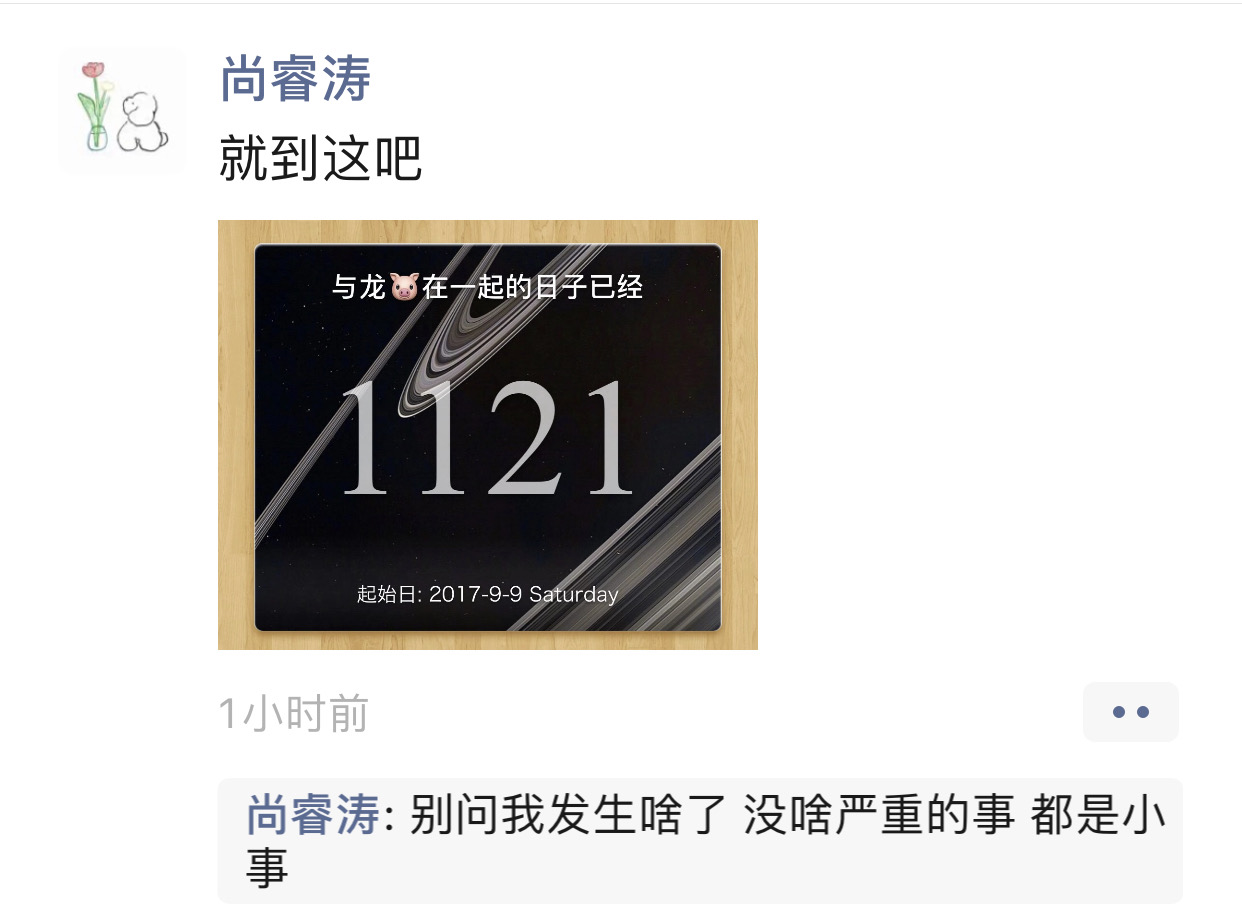 尚睿涛
就到这吧
与龙🐷在一起的日子已经
1121
起始日: 2017-9-9 Saturday
1小时前
尚睿涛: 别问我发生啥了 没啥严重的事 都是小
事